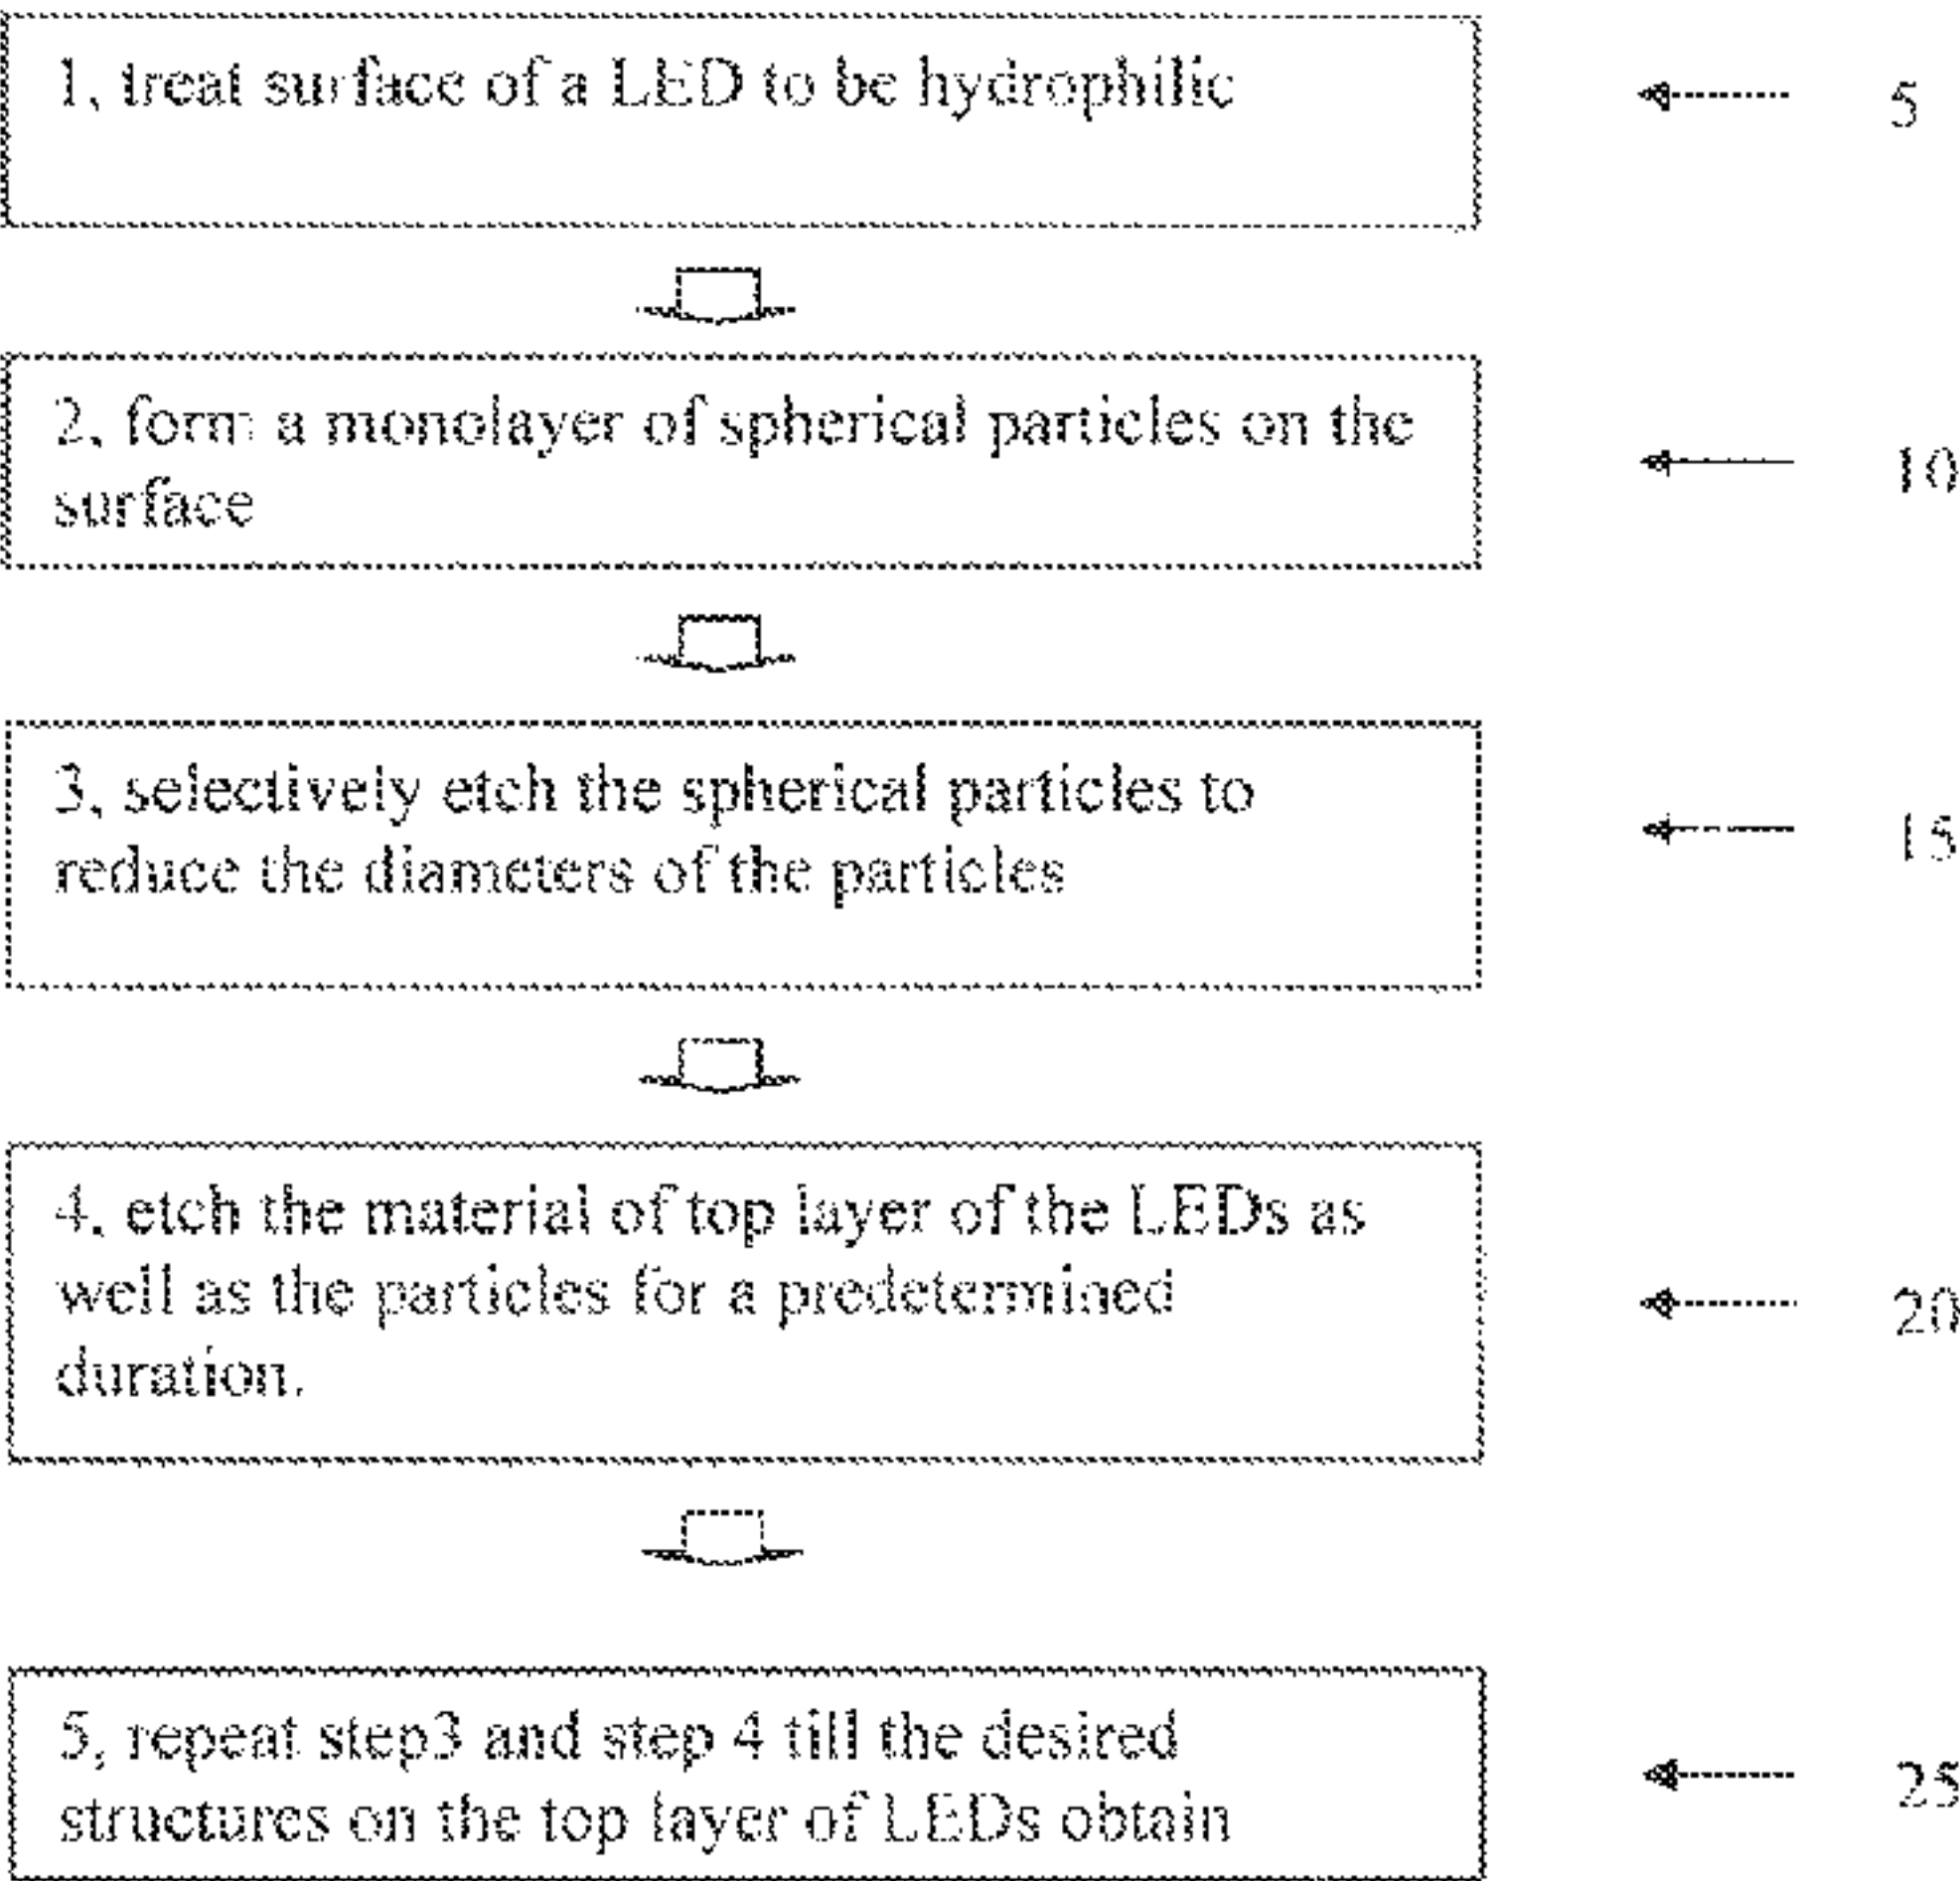 1, treat surface of a LED to be hydrophilic
5
2, form a monolayer of spherical particles on the
surface
10
3, selectively etch the spherical particles to
reduce the diameters of the particles
15
4, etch the material of top layer of the LEDs as
well as the particles for a predetermined
duration.
20
5, repeat step3 and step 4 till the desired
structures on the top layer of LEDs obtain
25